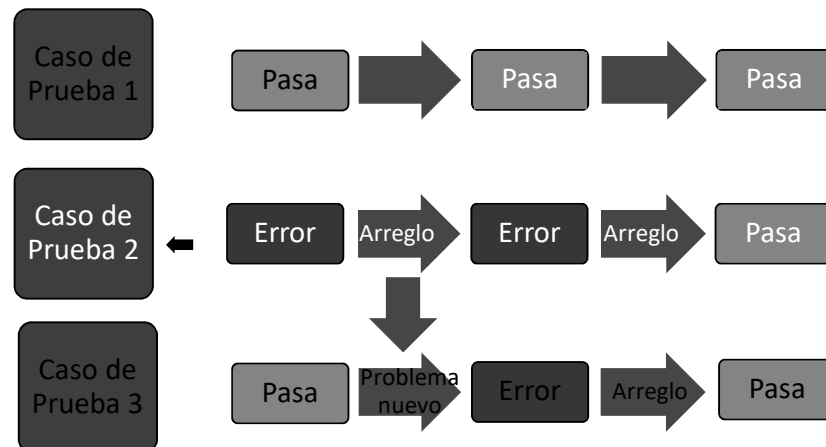 Caso de
Prueba 1
Pasa
Pasa
Pasa
Caso de
Prueba 2
Error
Arreglo
Error
Arreglo
Pasa
Caso de
Prueba 3
Pasa
Problema
nuevo
Error
Arreglo
Pasa